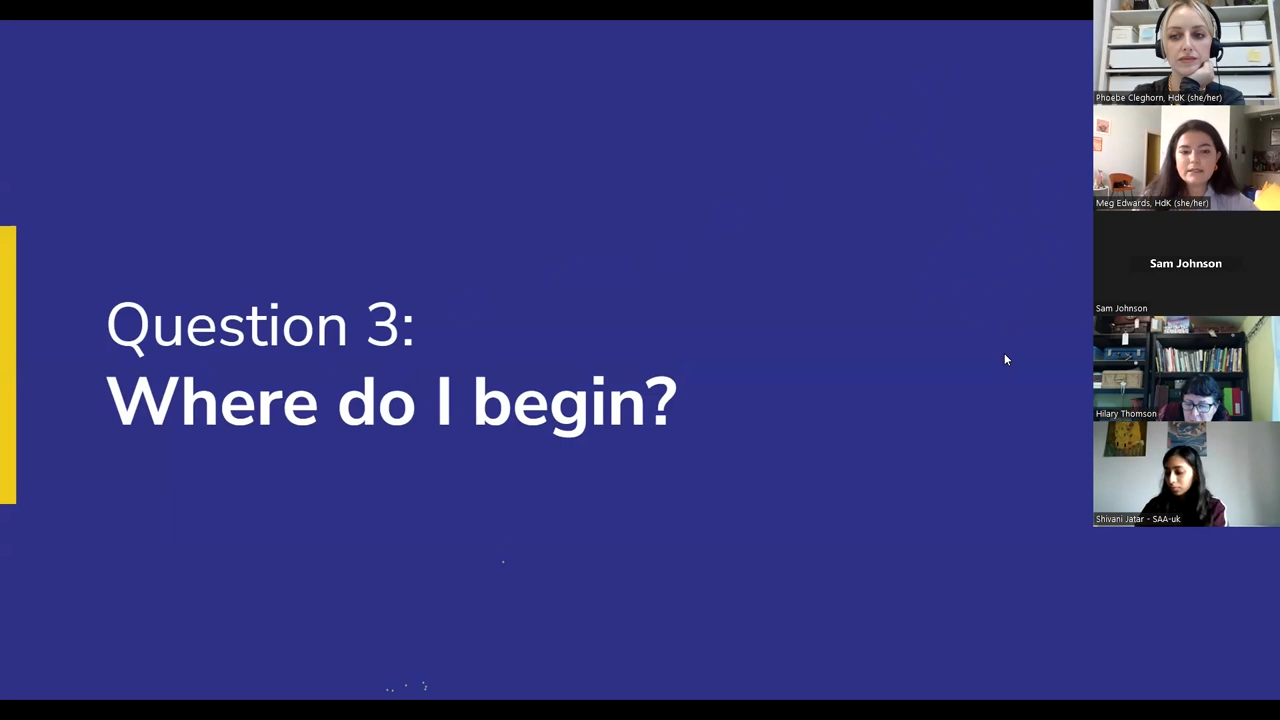 Question 3:
Where do I begin?
Phoebe Cleghorn, HdK (she/her)
Meg Edwards, HdK (she/her)
Sam Johnson
Sam Johnson
Hilary Thomson
Shivani Jatar - SAA-uk